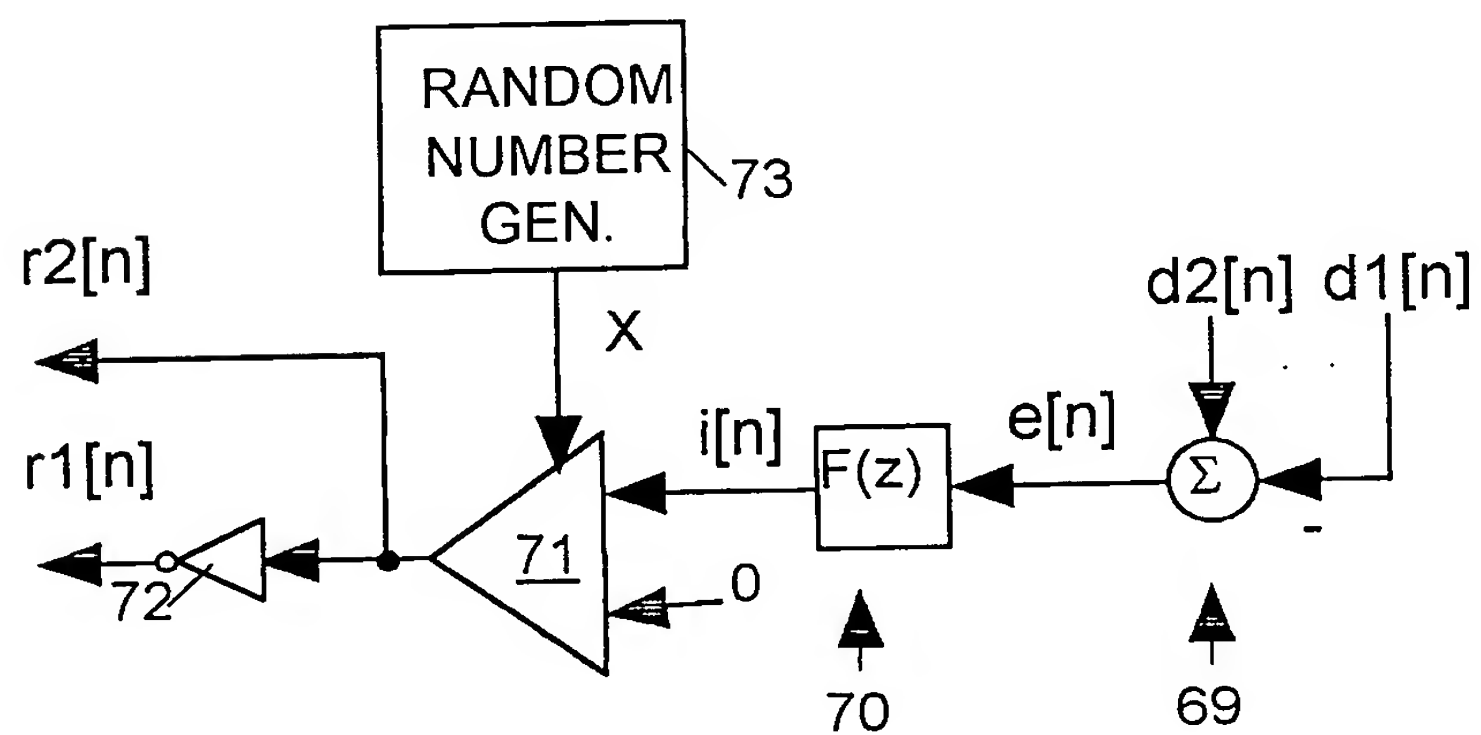 RANDOM
NUMBER
GEN.
73
r2[n]
X
d2[n] d1[n]
r1[n]
i[n]
F(z)
e[n]
Σ
-
71
0
72
70
69